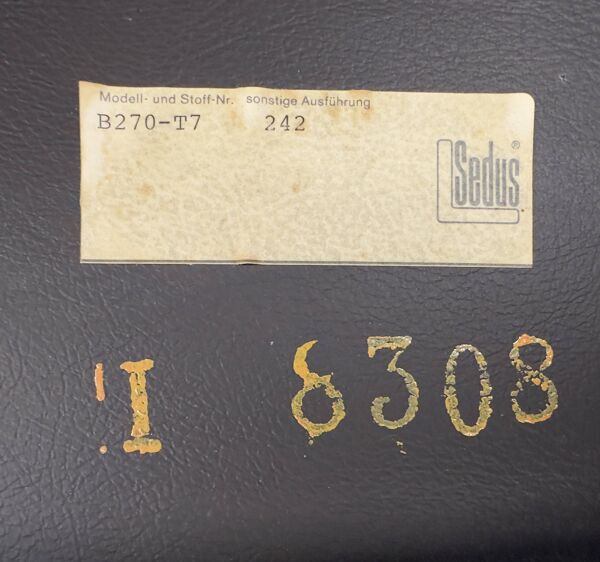 Modell- und Stoff-Nr. sonstige Ausführung
B270-T7 242
Sedus®
I 6308